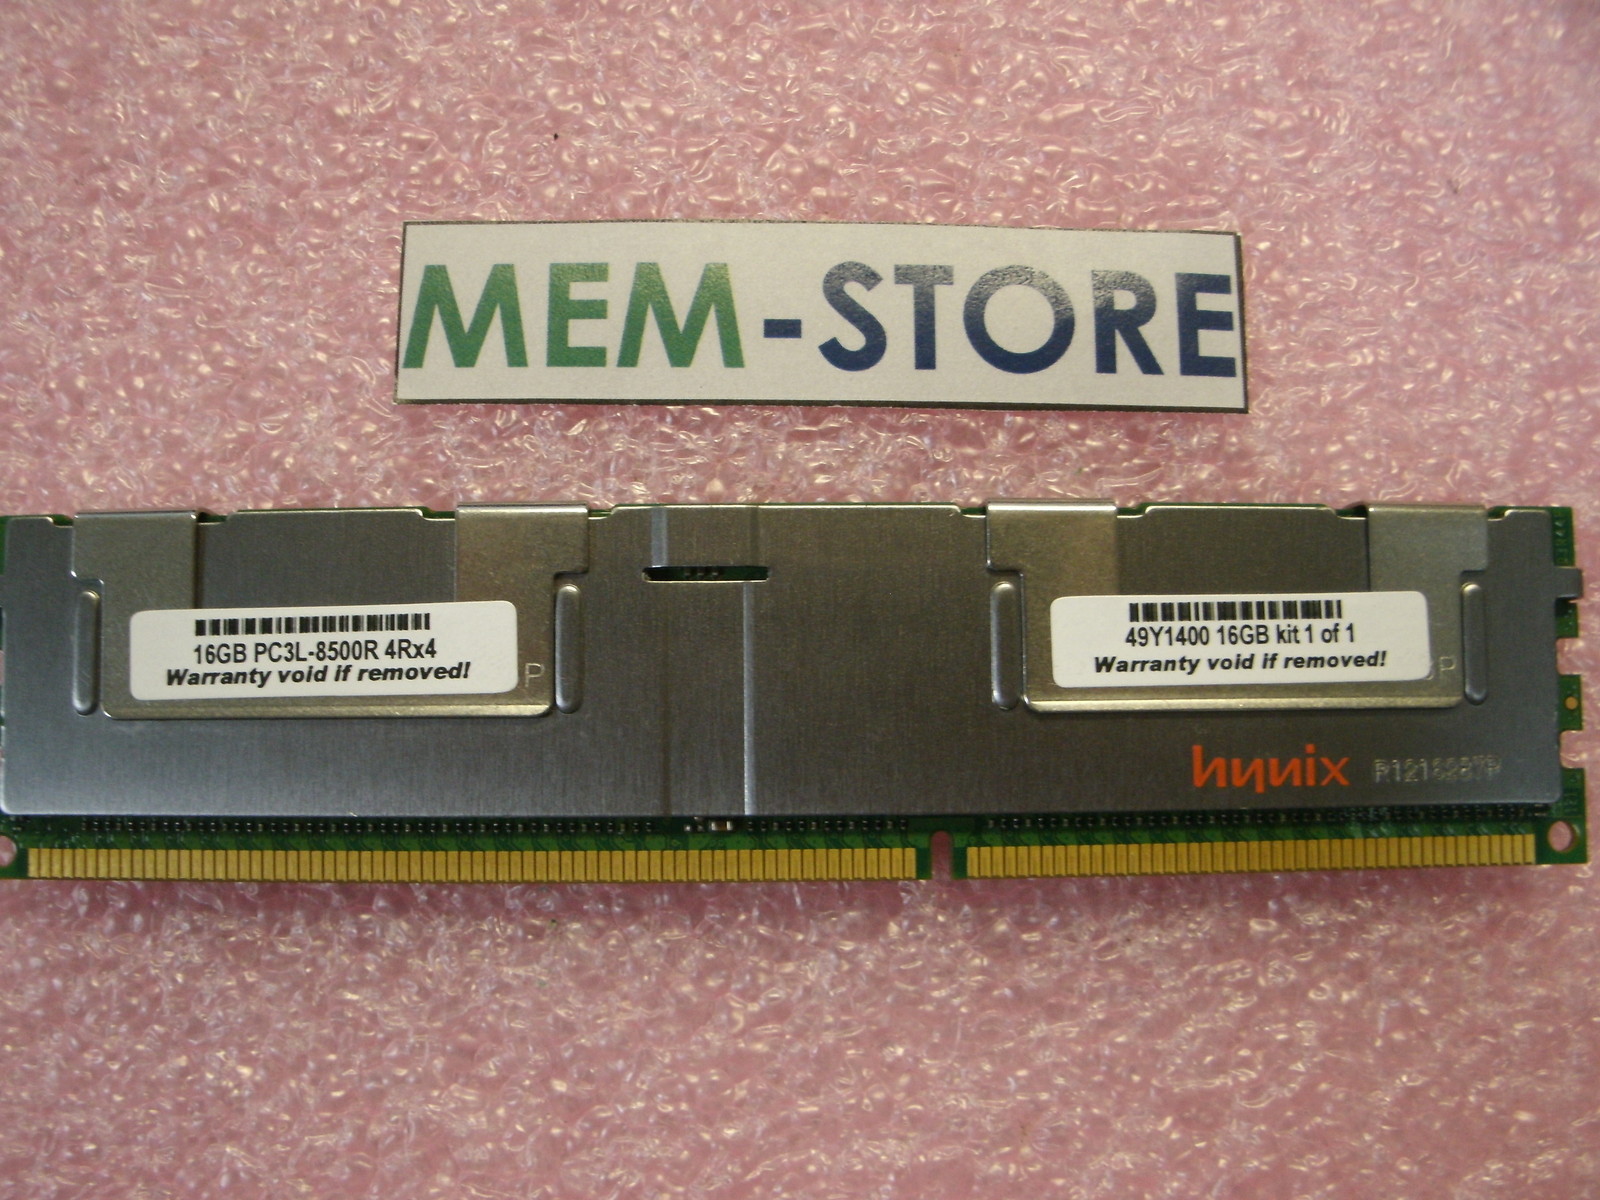 MEM-STORE
16GB PC3L-8500R 4Rx4
Warranty void if removed!
P
49Y1400 16GB kit 1 of 1
Warranty void if removed!
P
hynix